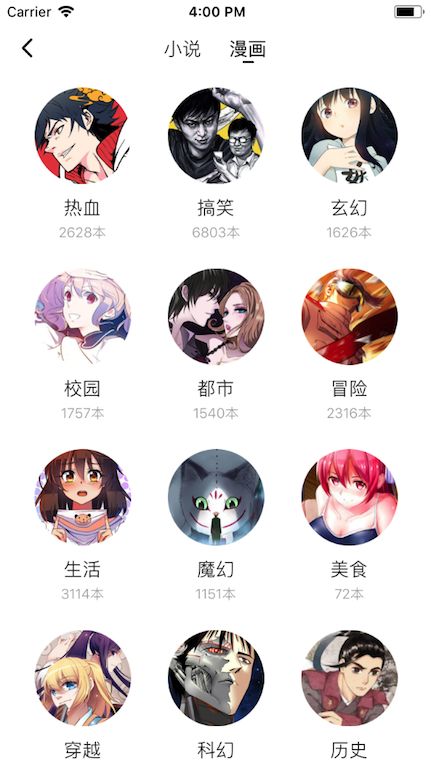 Carrier 4:00 PM
小说 漫画
热血 搞笑 玄幻
2628本 6803本 1626本
校园 都市 冒险
1757本 1540本 2316本
生活 魔幻 美食
3114本 1151本 72本
穿越 科幻 历史